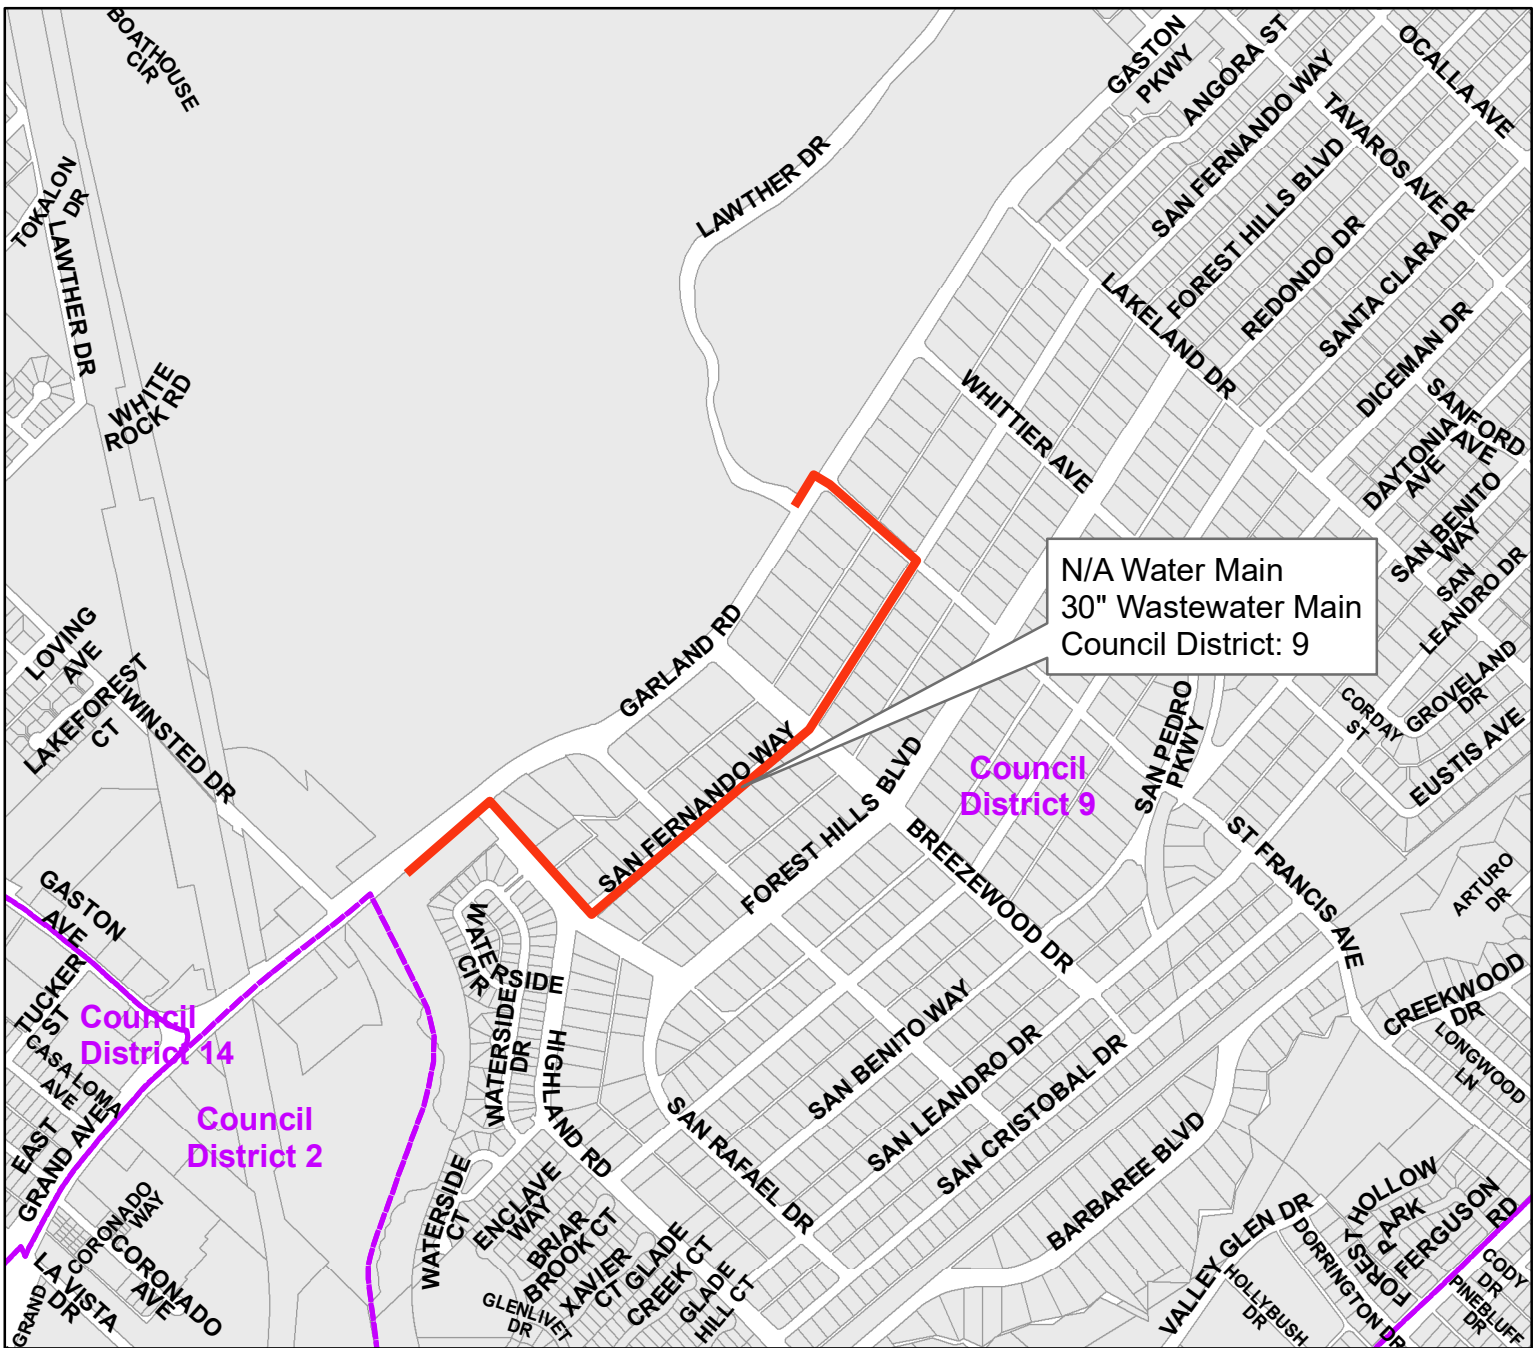 BOATHOUSE
CIR
GASTON
PKWY
ANGORA ST
SAN FERNANDO WAY
OCALLA AVE
TAVAROS AVE
FOREST HILLS BLVD
REDONDO DR
SANTA CLARA DR
DICEMAN DR
LAWTHER DR
TOKALON
DR
LAWTHER DR
WHITE
ROCK RD
LAKELAND DR
WHITTIER AVE
SANFORD
AVE
DAYTONIA
AVE
SAN BENITO
WAY
SAN
LEANDRO DR
N/A Water Main
30" Wastewater Main
Council District: 9
GROVELAND
DR
CORDAY
ST
EUSTIS AVE
LOVING
AVE
LAKEFOREST
CT
WINSTED DR
GARLAND RD
SAN FERNANDO WAY
FOREST HILLS BLVD
Council
District 9
SAN PEDRO
PKWY
BREEZEWOOD DR
ST FRANCIS AVE
ARTURO
DR
GASTON
AVE
TUCKER
ST
Council
District 14
CASA LOMA
AVE
EAST
GRAND AVE
Council
District 2
WATERSIDE
CIR
WATERSIDE
DR
HIGHLAND RD
SAN BENITO WAY
SAN LEANDRO DR
SAN CRISTOBAL DR
SAN RAFAEL DR
BARBAREE BLVD
CREEKWOOD
DR
LONGWOOD
LN
WATERSIDE
CT
ENCLAVE
WAY
BRIAR
BROOK CT
XAVIER
CT
GLADE
CREEK CT
GLADE
HILL CT
GLENLIVET
DR
CORONADO
WAY
CORONADO
AVE
LA VISTA
DR
GRAND
VALLEY GLEN DR
HOLLYBUSH
DR
DORRINGTON DR
FOREST HOLLOW
PARK
FERGUSON
RD
CODY
DR
PINEBLUFF
DR